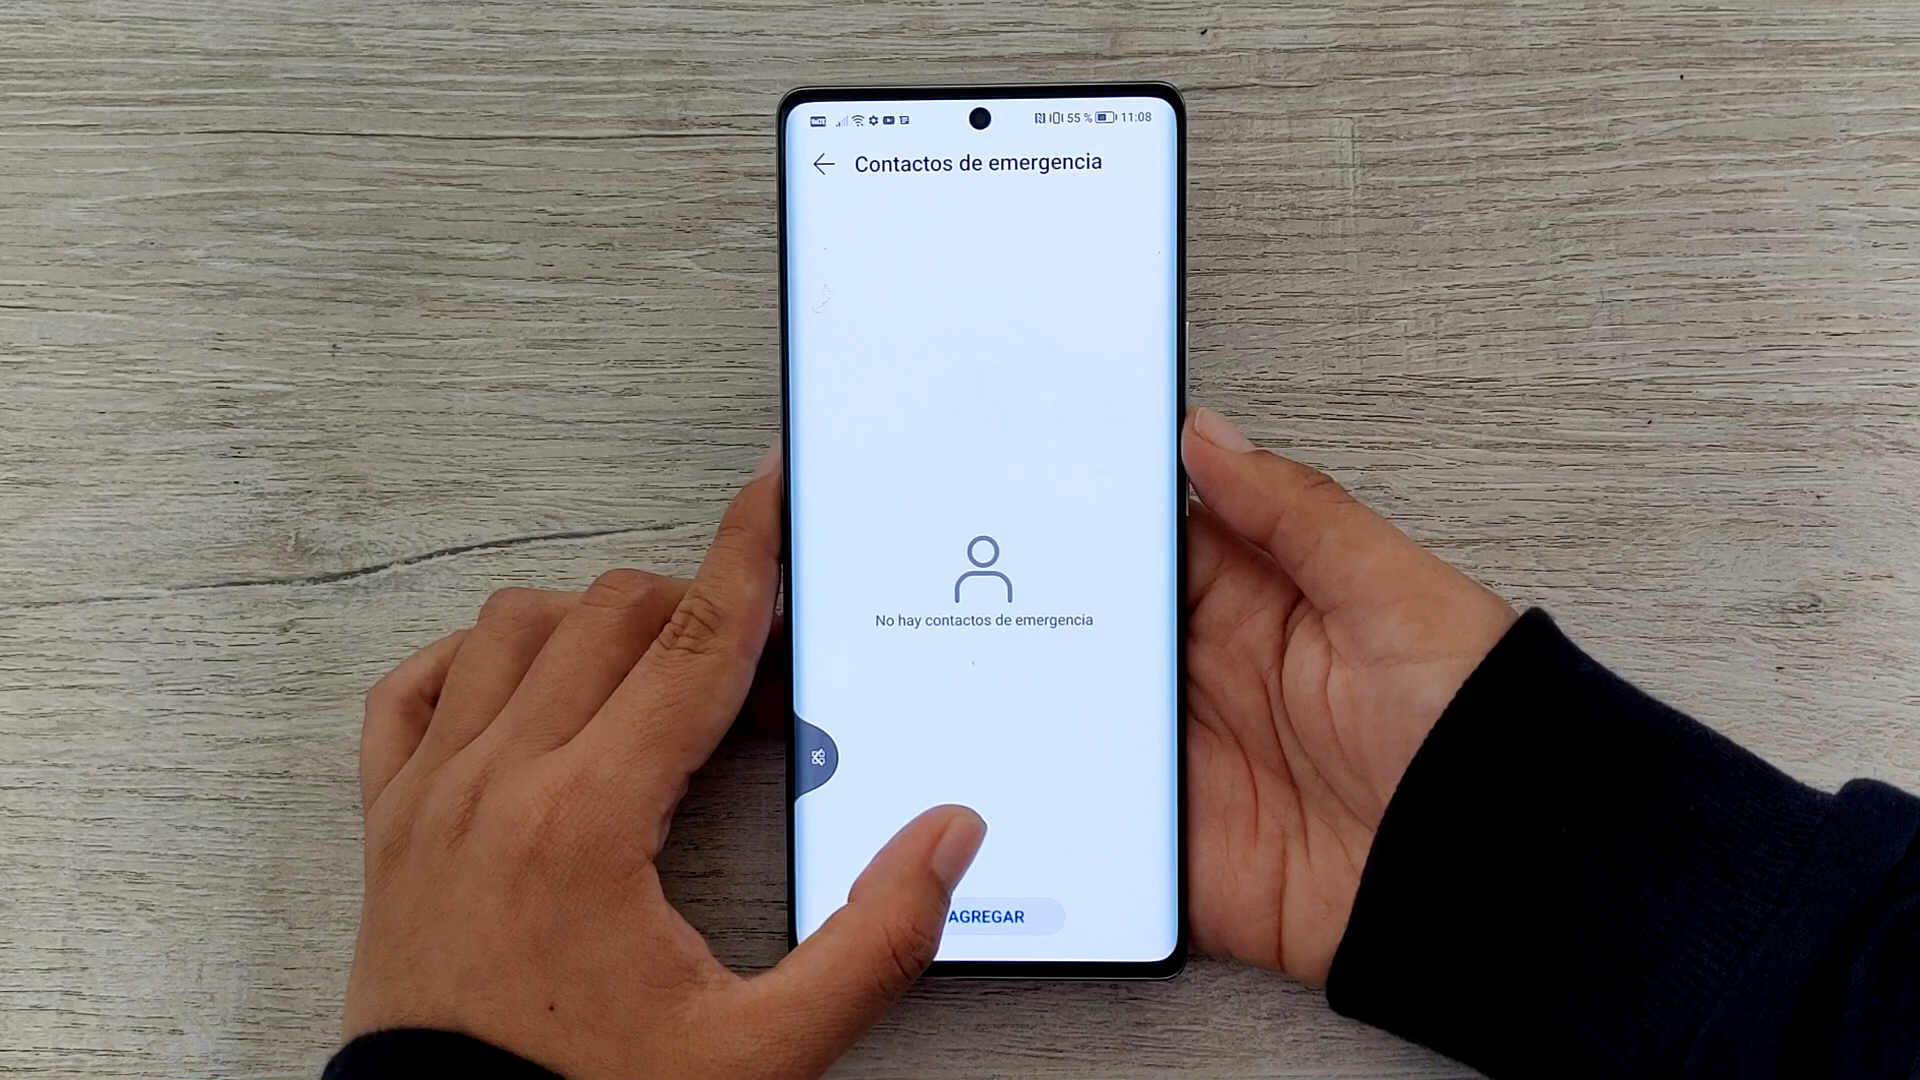 55 % 11:08
Contactos de emergencia
No hay contactos de emergencia
AGREGAR